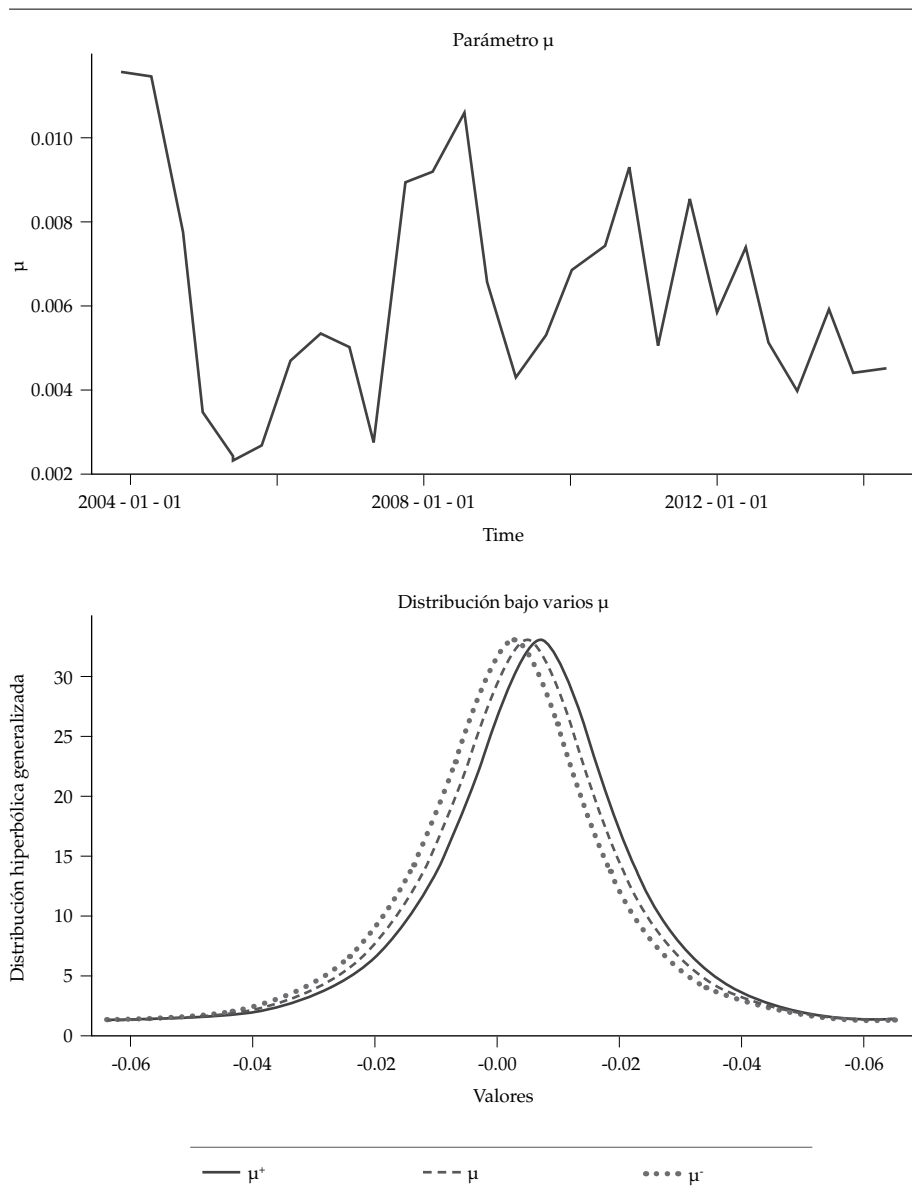 Parámetro µ
µ
0.010
0.008
0.006
0.004
0.002
2004 - 01 - 01
2008 - 01 - 01
2012 - 01 - 01
Time
Distribución bajo varios µ
Distribución hiperbólica generalizada
30
25
20
15
10
5
0
-0.06
-0.04
-0.02
-0.00
-0.02
-0.04
-0.06
Valores
µ⁺
µ
µ⁻